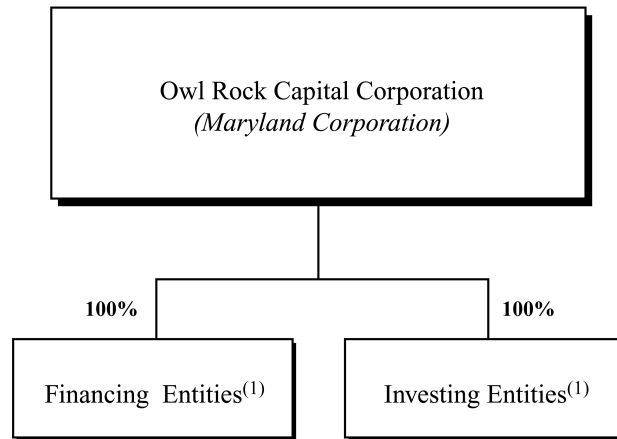 Owl Rock Capital Corporation
(Maryland Corporation)
100%
100%
Financing Entities(1)
Investing Entities(1)